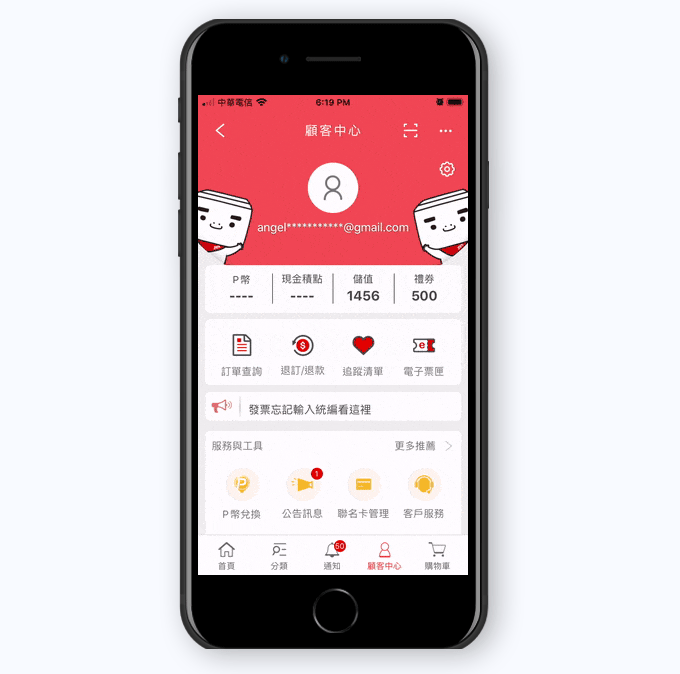 中華電信
6:19 PM
顧客中心
angel***********@gmail.com
P幣 現金積點 儲值 禮券
---- ---- 1456 500
訂單查詢 退訂/退款 追蹤清單 電子票匣
發票忘記輸入統編看這裡
服務與工具 更多推薦
1
P幣兌換 公告訊息 聯名卡管理 客戶服務
50
首頁 分類 通知 顧客中心 購物車